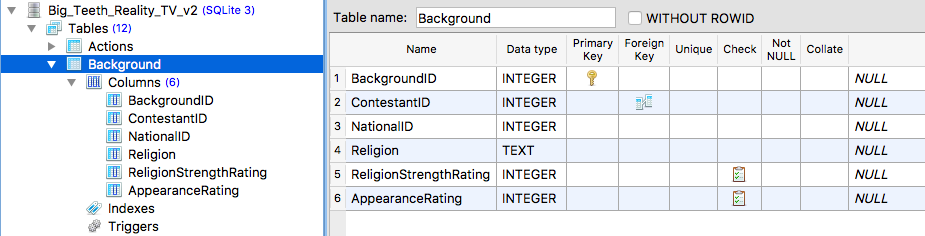 Big_Teeth_Reality_TV_v2 (SQLite 3)
Tables (12)
Actions
Background
Columns (6)
BackgroundID
ContestantID
NationalID
Religion
ReligionStrengthRating
AppearanceRating
Indexes
Triggers
Table name: Background WITHOUT ROWID
Name Data type Primary Key Foreign Key Unique Check Not NULL Collate
1 BackgroundID INTEGER NULL
2 ContestantID INTEGER NULL
3 NationalID INTEGER NULL
4 Religion TEXT NULL
5 ReligionStrengthRating INTEGER NULL
6 AppearanceRating INTEGER NULL